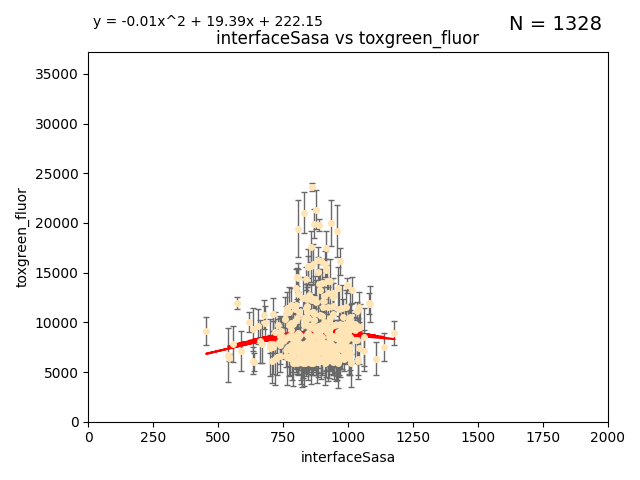 y = -0.01x^2 + 19.39x + 222.15
N = 1328
interfaceSasa vs toxgreen_fluor
35000
30000
25000
20000
15000
10000
5000
0
toxgreen_fluor
0 250 500 750 1000 1250 1500 1750 2000
interfaceSasa